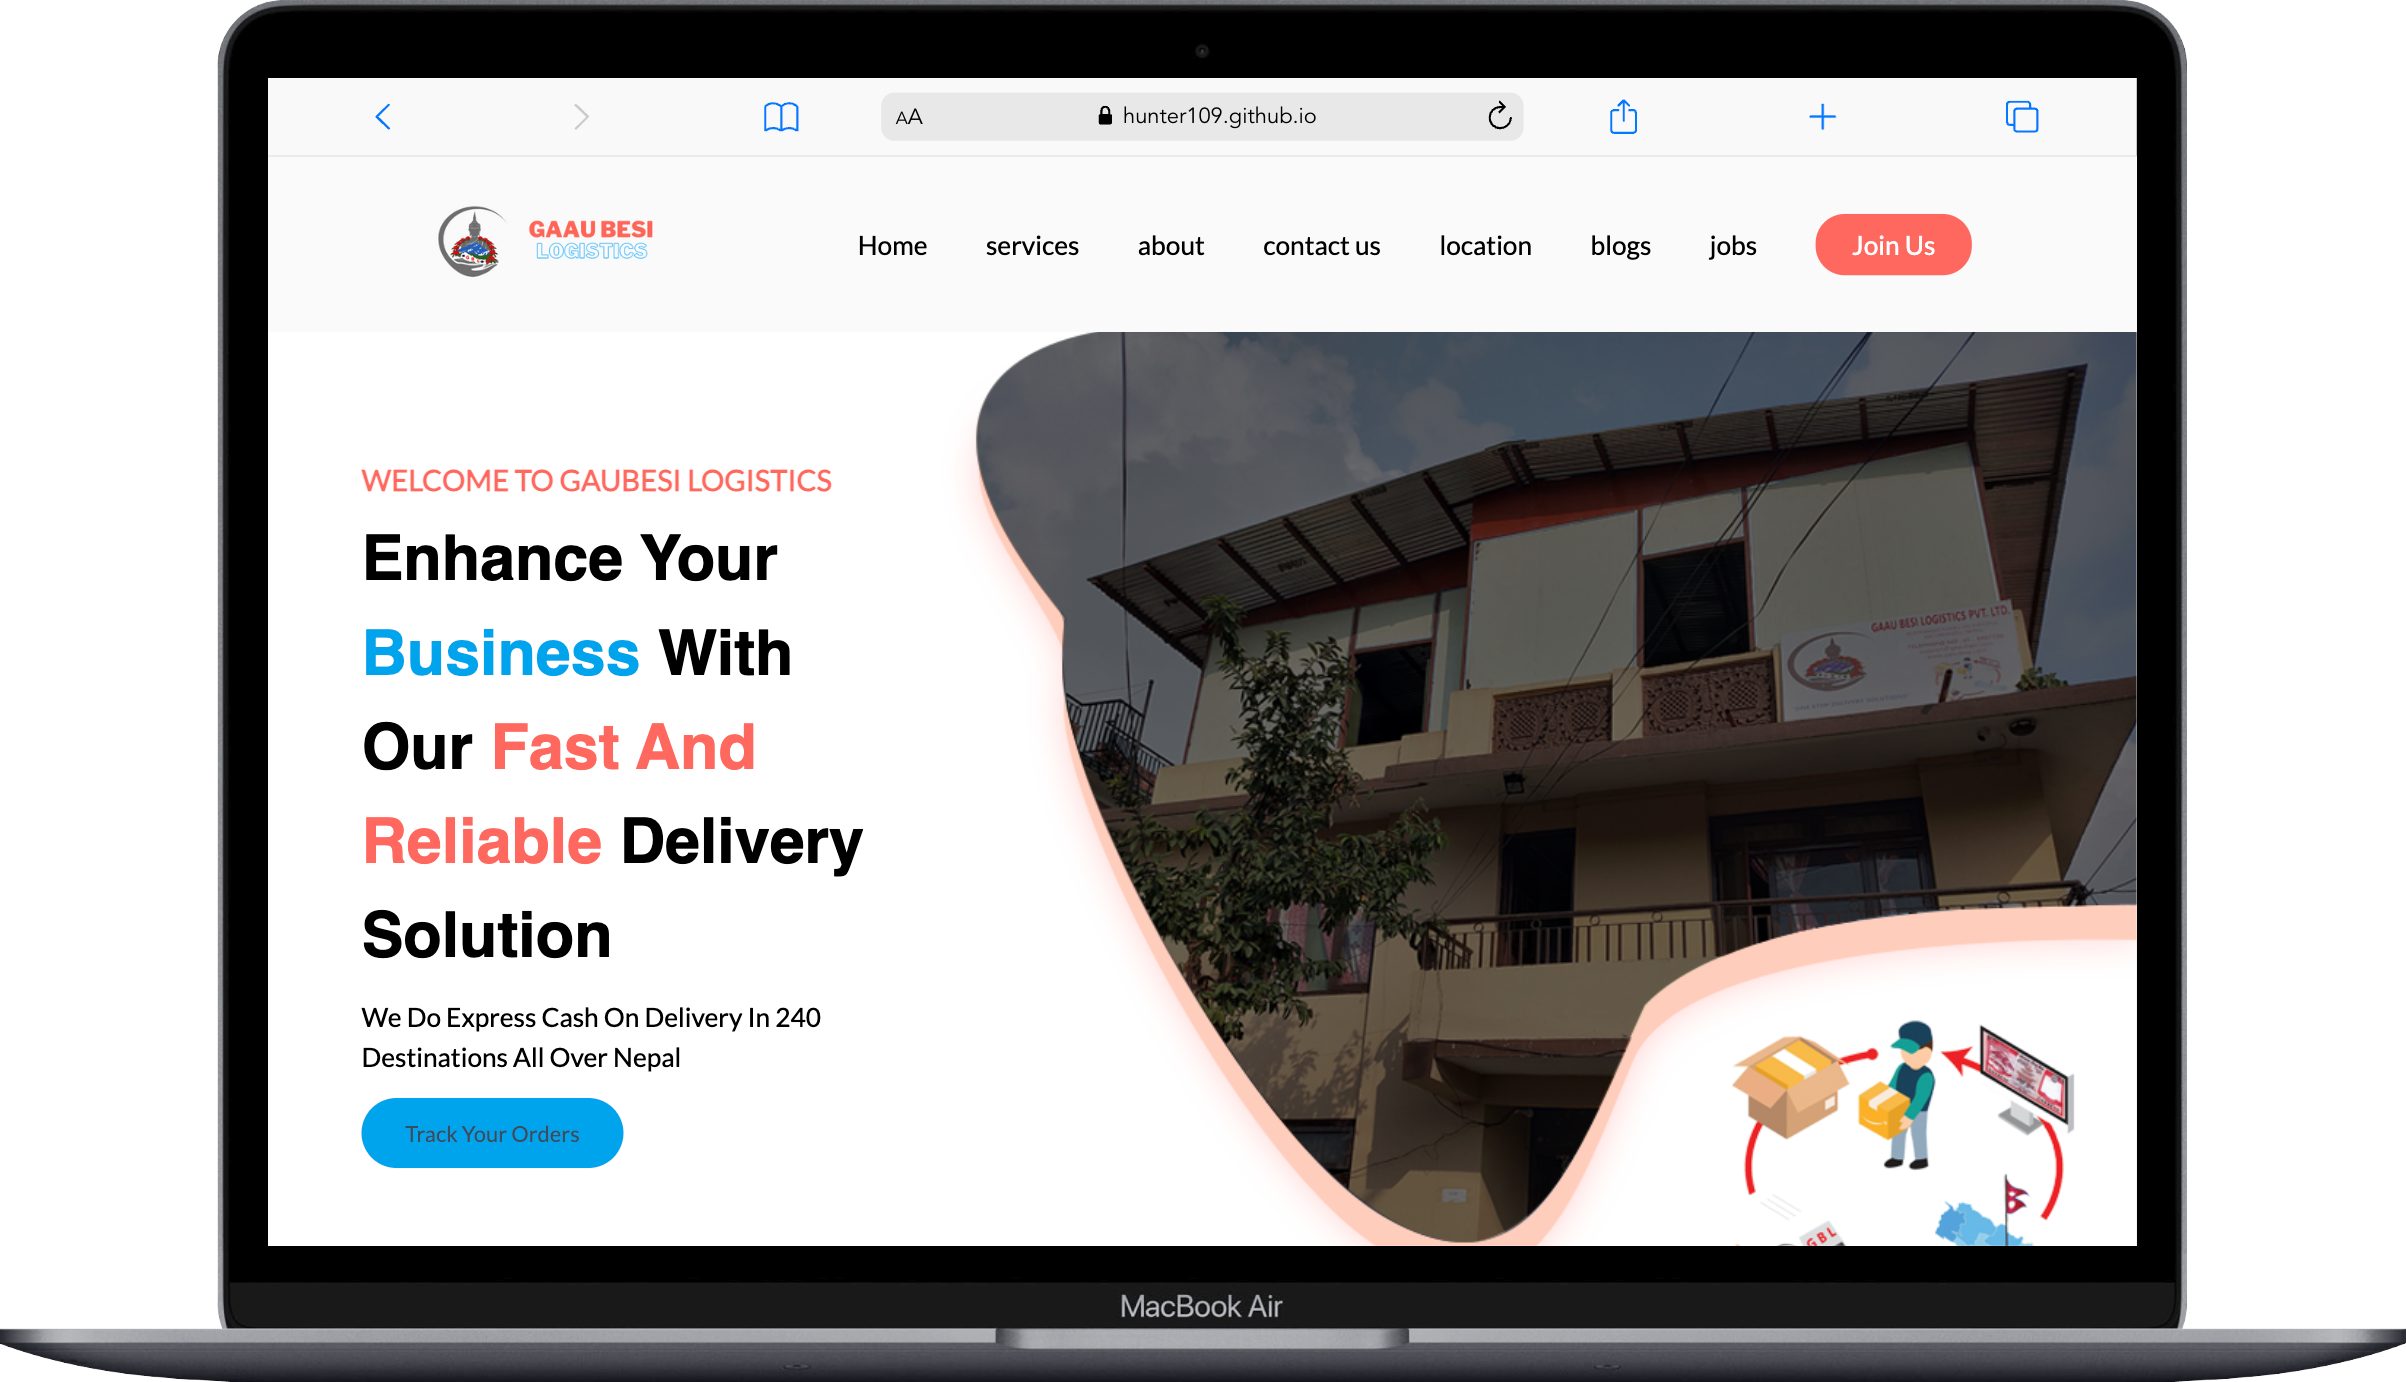 AA
hunter109.github.io
GAAU BESI
LOGISTICS
Home
services
about
contact us
location
blogs
jobs
Join Us
WELCOME TO GAUBESI LOGISTICS
Enhance Your
Business With
Our Fast And
Reliable Delivery
Solution
We Do Express Cash On Delivery In 240
Destinations All Over Nepal
Track Your Orders
GAAU BESI LOGISTICS PVT. LTD.
GBL
MacBook Air